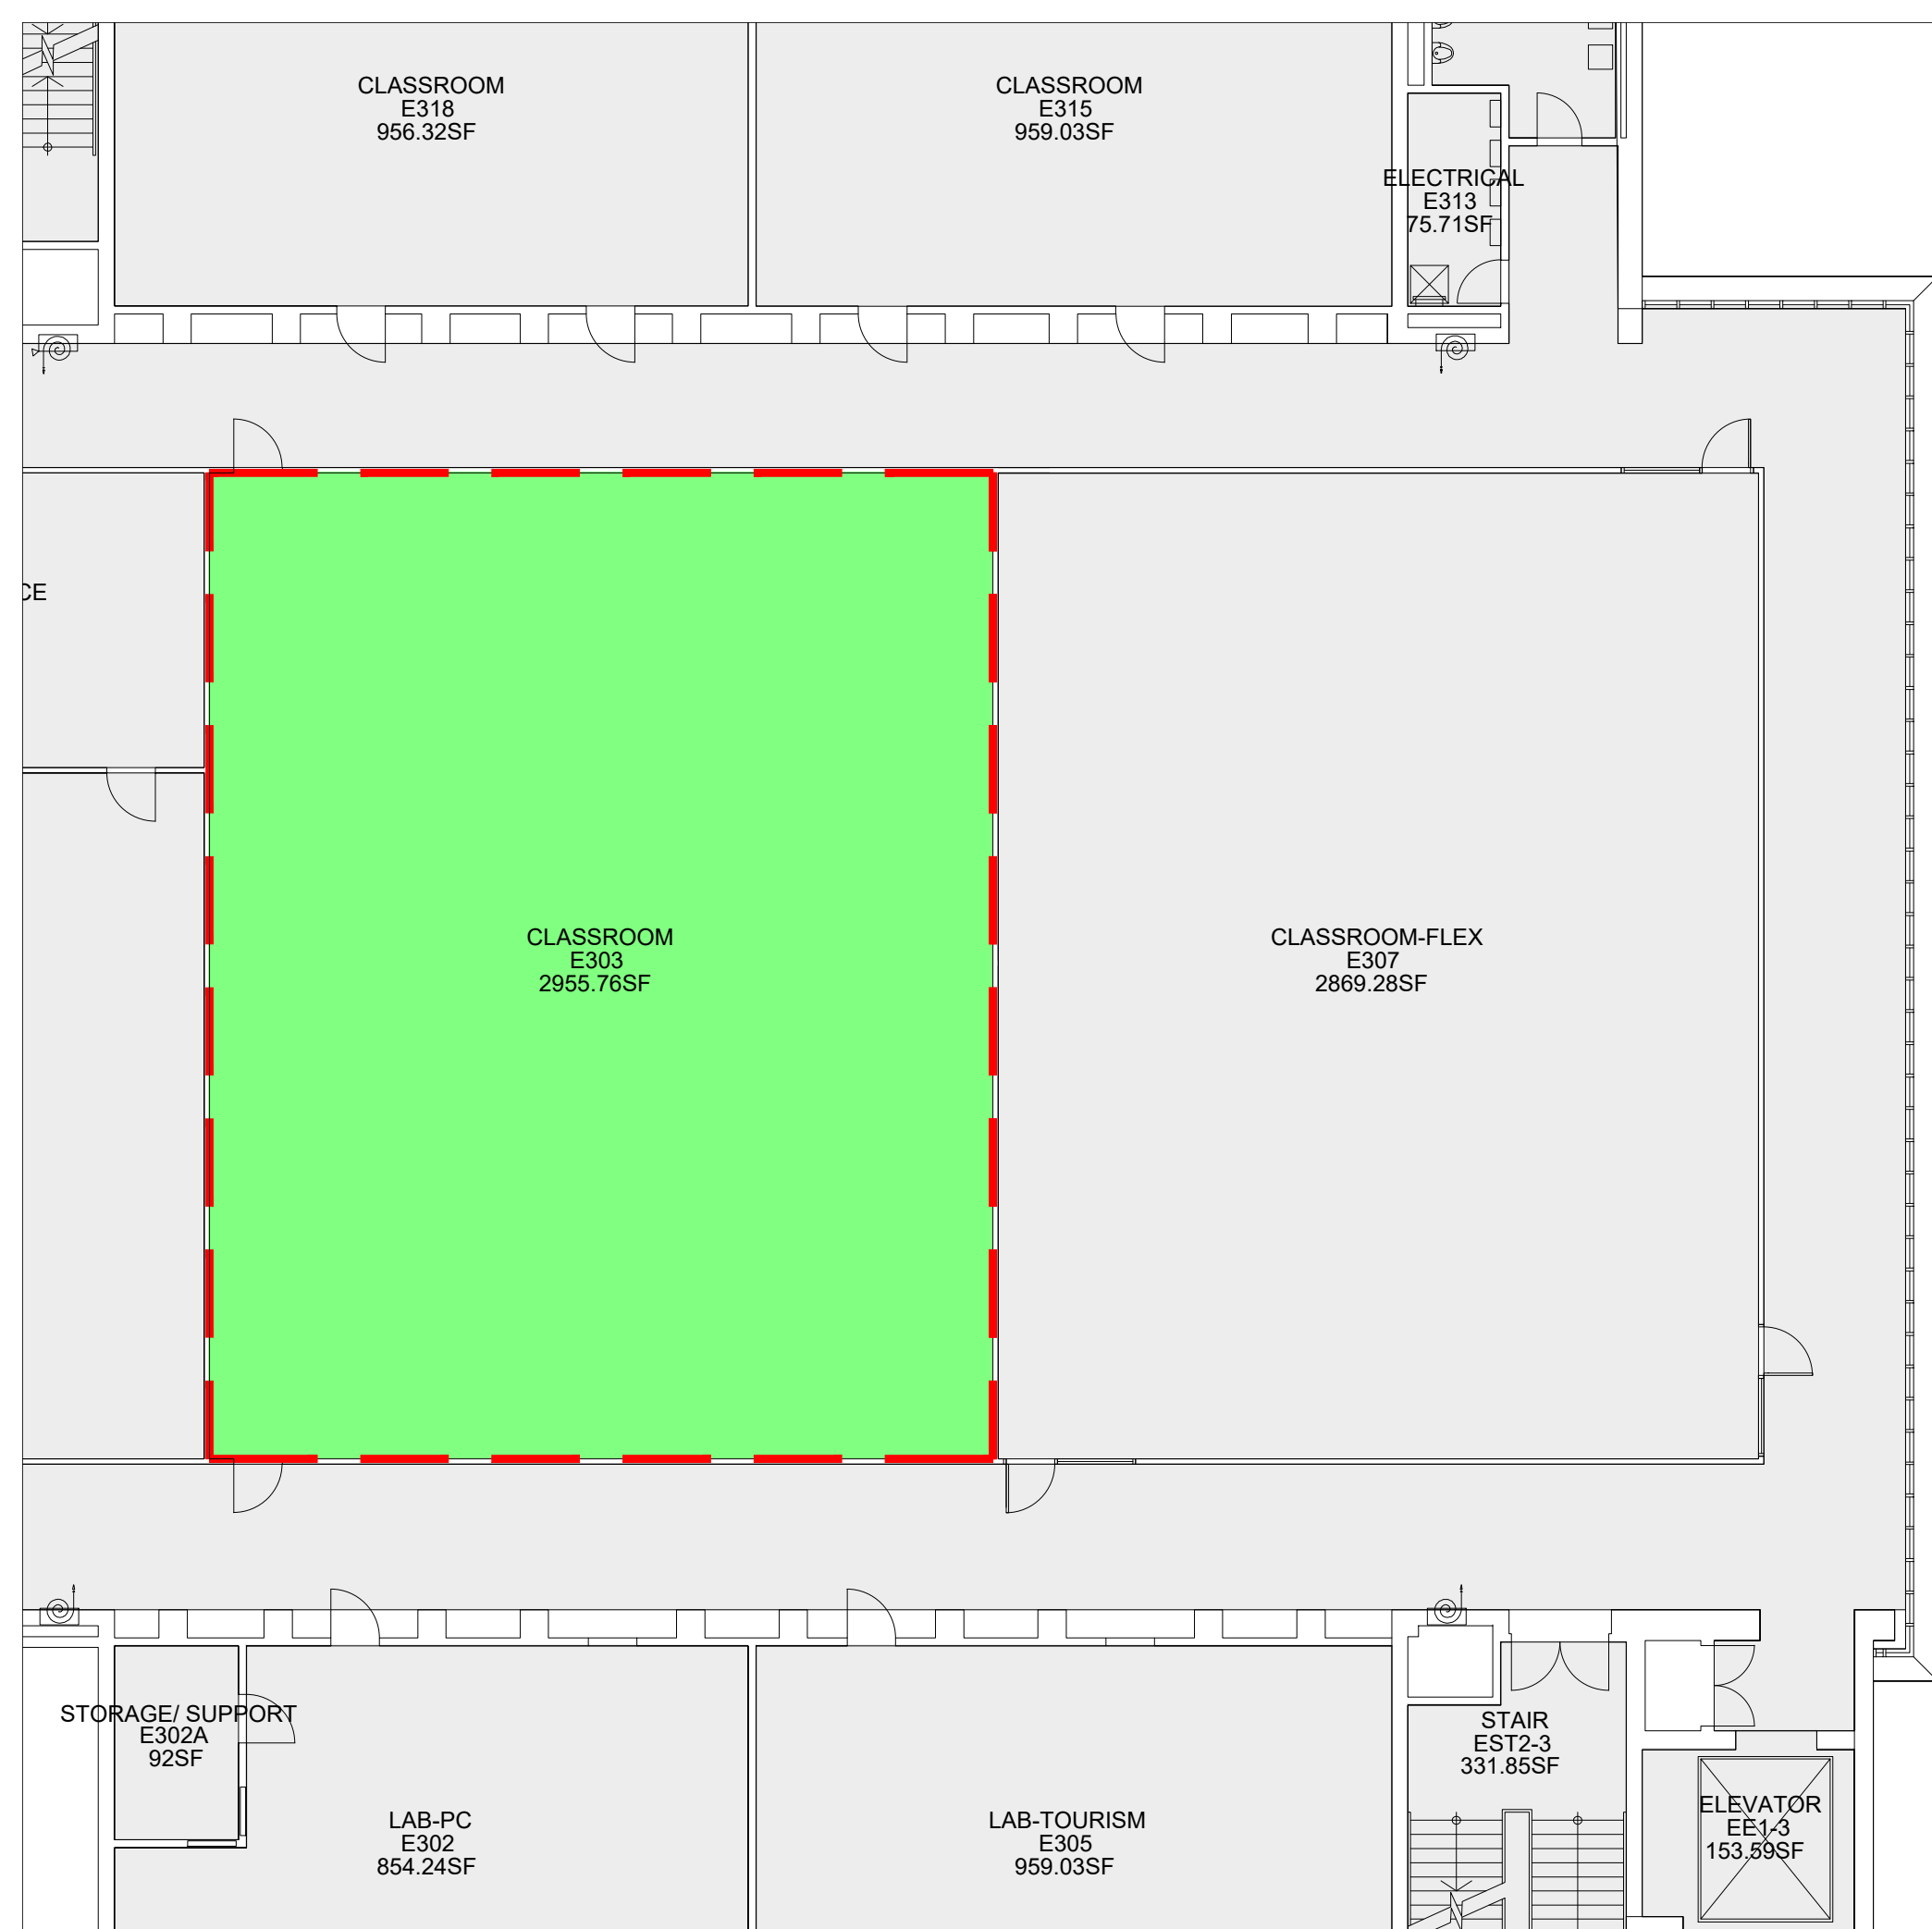 CLASSROOM
E318
956.32SF
CLASSROOM
E315
959.03SF
ELECTRICAL
E313
75.71SF
CE
CLASSROOM
E303
2955.76SF
CLASSROOM-FLEX
E307
2869.28SF
STORAGE/ SUPPORT
E302A
92SF
LAB-PC
E302
854.24SF
LAB-TOURISM
E305
959.03SF
STAIR
EST2-3
331.85SF
ELEVATOR
EE1-3
153.59SF